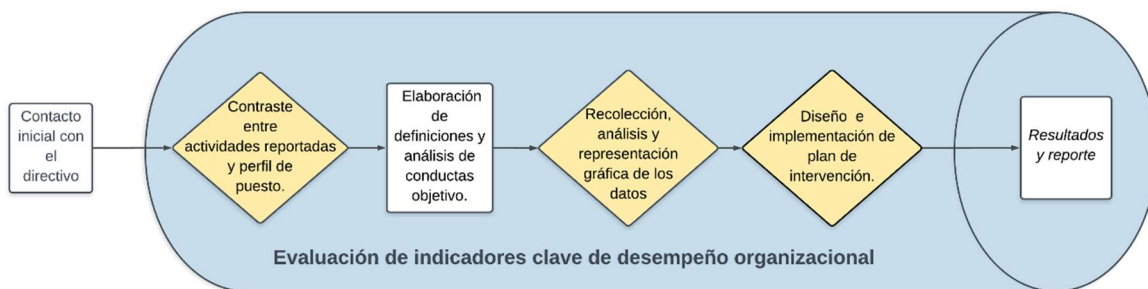 Contacto
inicial con
el
directivo
Contraste
entre
actividades reportadas
y perfil de
puesto.
Elaboración
de
definiciones y
análisis de
conductas
objetivo.
Recolección,
análisis y
representación
gráfica de los
datos
Diseño e
implementación de
plan de
intervención.
Resultados
y reporte
Evaluación de indicadores clave de desempeño organizacional